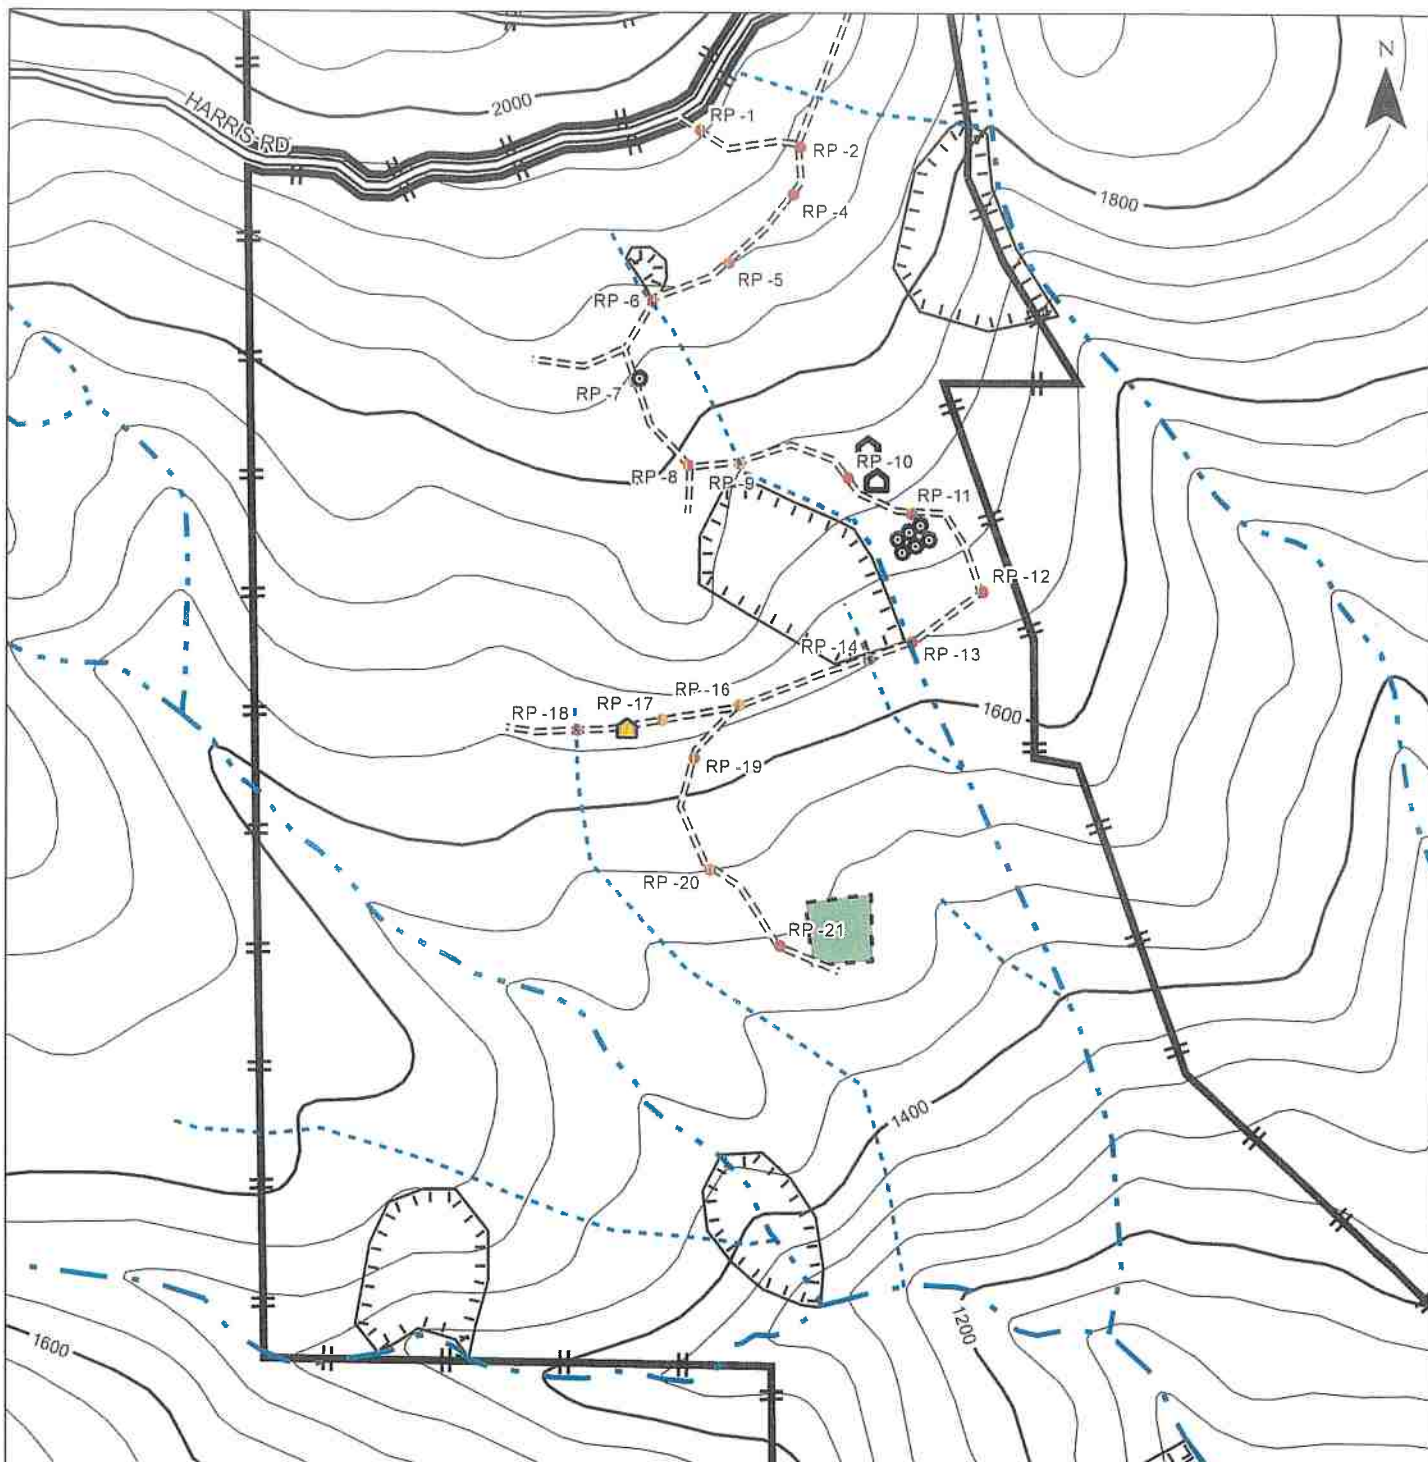 N
2000
HARRIS RD
RP -1
RP -2
1800
RP -4
RP -5
RP -6
RP -7
RP -8
RP -9
RP -10
RP -11
RP -12
RP -13
RP -14
RP -16
RP -17
RP -18
1600
RP -19
RP -20
RP -21
1400
1200
1600